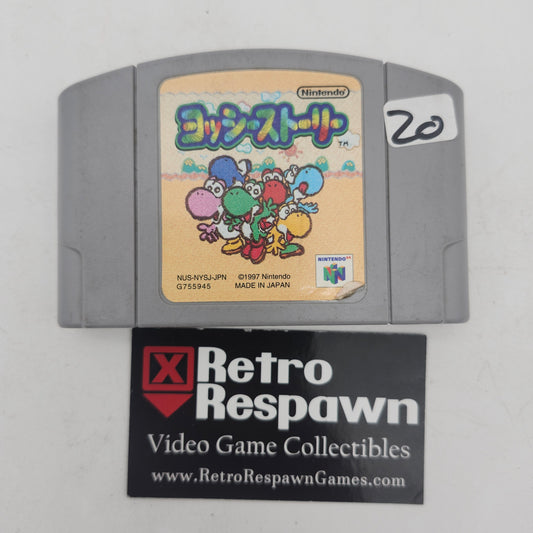 Nintendo
ヨッシーストーリー
TM
20
NUS-NYSJ-JPN ©1997 Nintendo
G755945 MADE IN JAPAN
NINTENDO 64
N
X Retro
Respawn
Video Game Collectibles
www.RetroRespawnGames.com